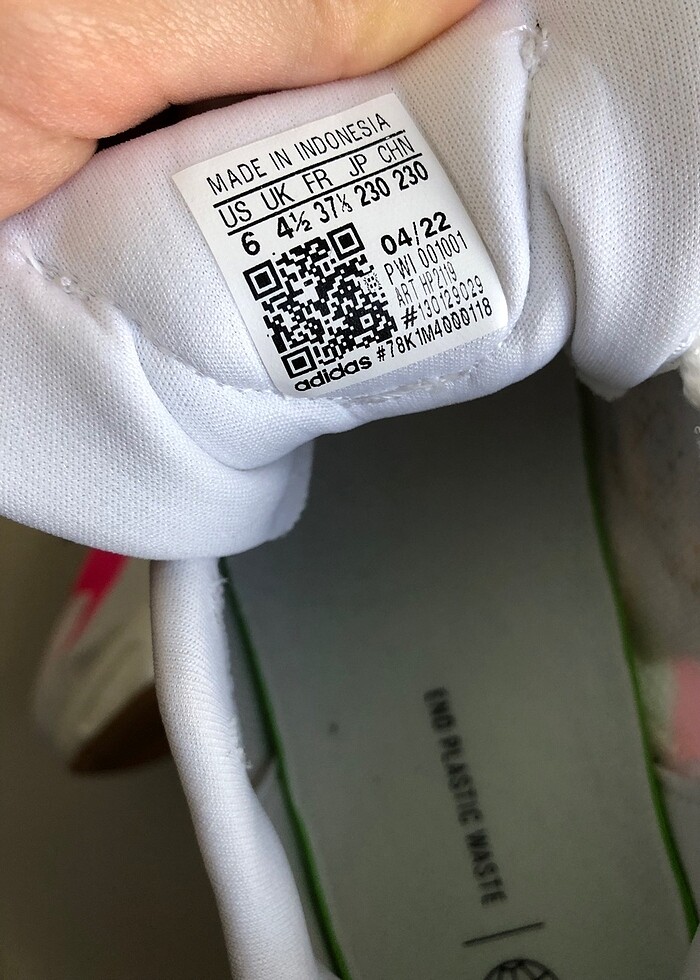 MADE IN INDONESIA
US UK FR JP CHN
6 4½ 37⅓ 230 230
04/22
PWI 001001
ART HP2119
#130129029
#78K1M4000118
adidas
END PLASTIC WASTE